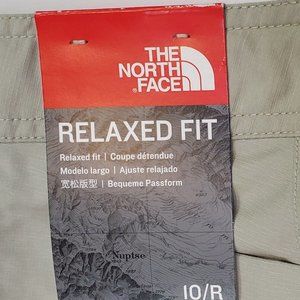 THE
NORTH
FACE
RELAXED FIT
Relaxed fit | Coupe détendue
Modelo largo | Ajuste relajado
宽松版型 | Bequeme Passform
Nuptse
10/R